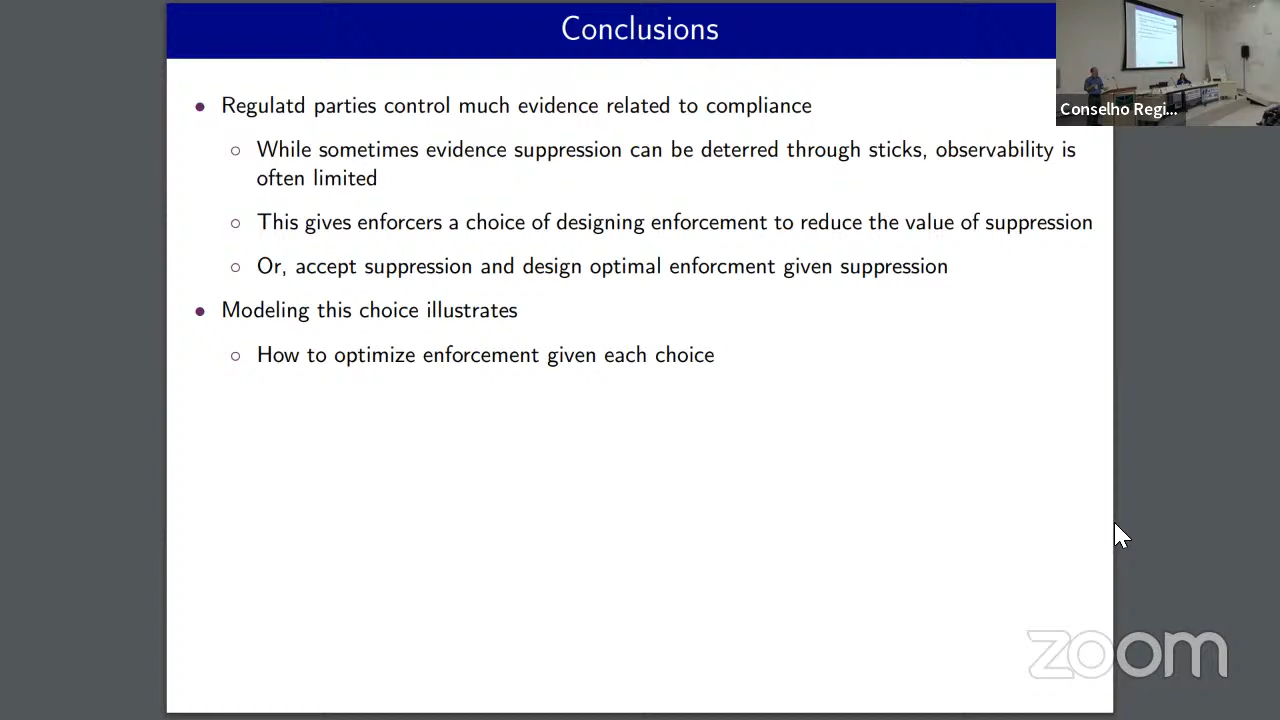 Conclusions
Conselho Regi...
• Regulatd parties control much evidence related to compliance
○ While sometimes evidence suppression can be deterred through sticks, observability is
often limited
○ This gives enforcers a choice of designing enforcement to reduce the value of suppression
○ Or, accept suppression and design optimal enforcment given suppression
• Modeling this choice illustrates
○ How to optimize enforcement given each choice
zoom